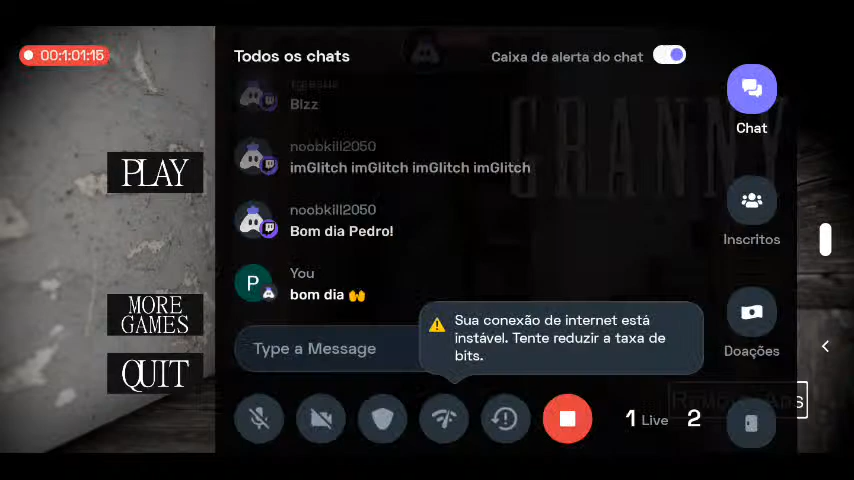 00:1:01:15
Todos os chats
Caixa de alerta do chat
Blzz
Chat
noobkill2050
imGlitch imGlitch imGlitch imGlitch
GRANNY
PLAY
noobkill2050
Bom dia Pedro!
Inscritos
You
P
bom dia 🙌
MORE
GAMES
Sua conexão de internet está
instável. Tente reduzir a taxa de
bits.
Type a Message
Doações
QUIT
1 Live 2